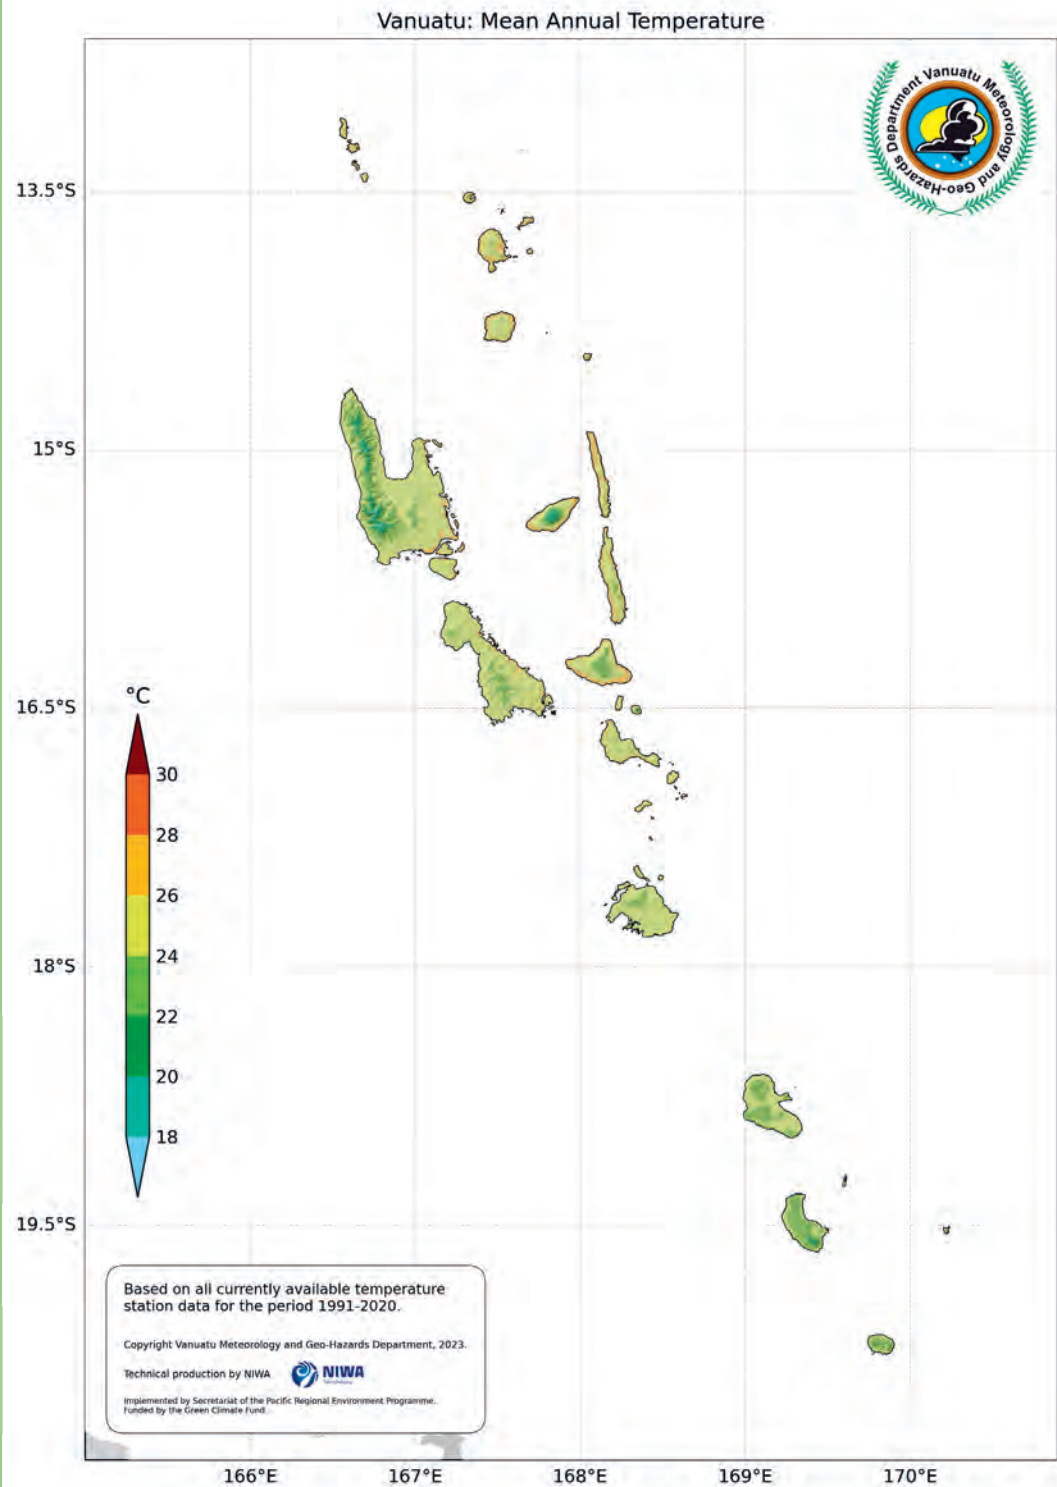 Vanuatu: Mean Annual Temperature
Vanuatu Meteorology and Geo-Hazards Department
13.5°S
15°S
16.5°S
18°S
19.5°S
°C
30
28
26
24
22
20
18
Based on all currently available temperature
station data for the period 1991-2020.
Copyright Vanuatu Meteorology and Geo-Hazards Department, 2023.
Technical production by NIWA
NIWA
Implemented by Secretariat of the Pacific Regional Environment Programme.
Funded by the Green Climate Fund.
166°E
167°E
168°E
169°E
170°E